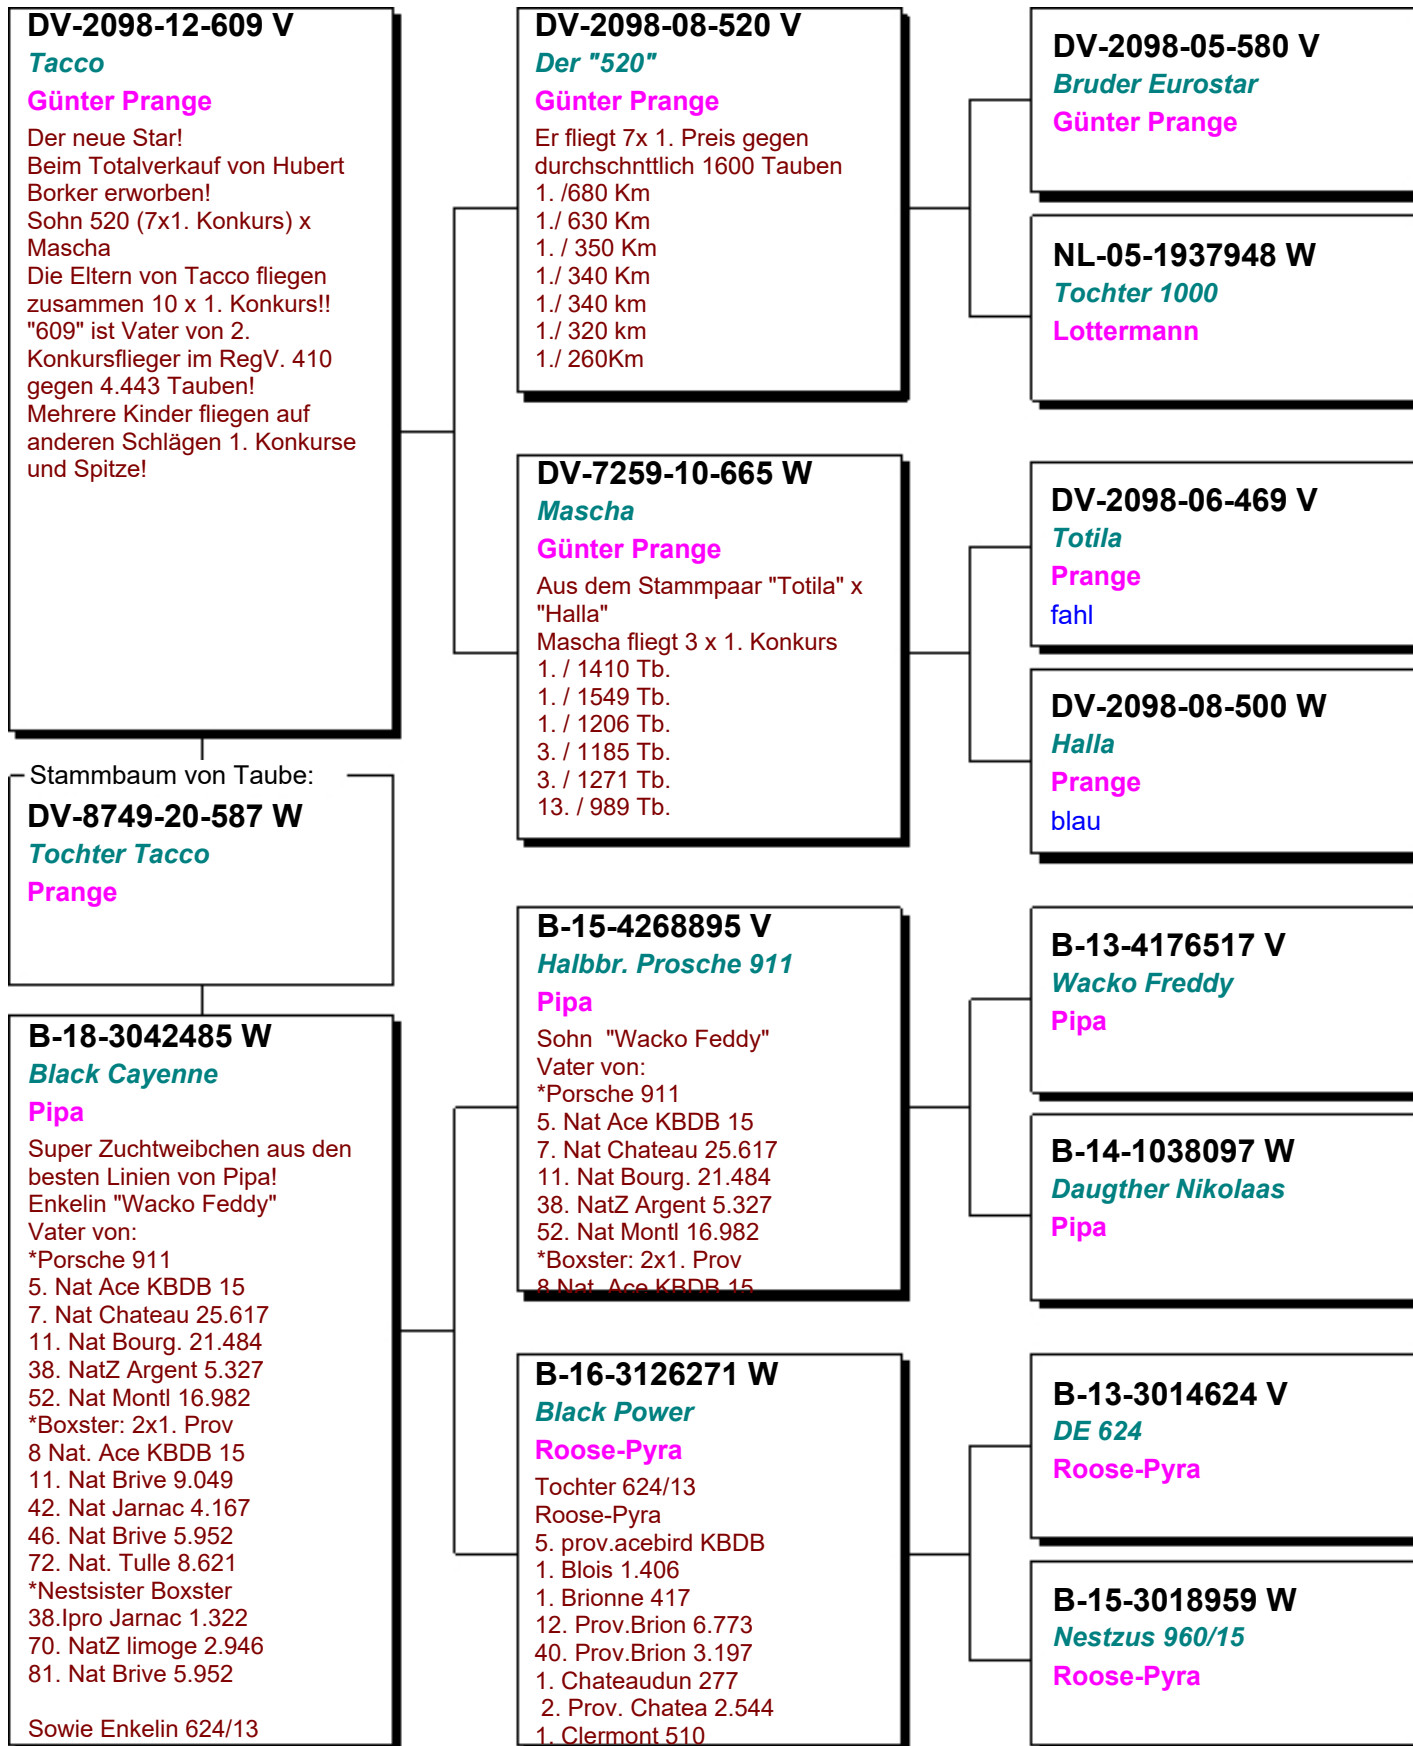 DV-2098-12-609 V
Tacco
Günter Prange
Der neue Star!
Beim Totalverkauf von Hubert
Borker erworben!
Sohn 520 (7x1. Konkurs) x
Mascha
Die Eltern von Tacco fliegen
zusammen 10 x 1. Konkurs!!
"609" ist Vater von 2.
Konkursflieger im RegV. 410
gegen 4.443 Tauben!
Mehrere Kinder fliegen auf
anderen Schlägen 1. Konkurse
und Spitze!
Stammbaum von Taube:
DV-8749-20-587 W
Tochter Tacco
Prange
B-18-3042485 W
Black Cayenne
Pipa
Super Zuchtweibchen aus den
besten Linien von Pipa!
Enkelin "Wacko Feddy"
Vater von:
*Porsche 911
5. Nat Ace KBDB 15
7. Nat Chateau 25.617
11. Nat Bourg. 21.484
38. NatZ Argent 5.327
52. Nat Montl 16.982
*Boxster: 2x1. Prov
8 Nat. Ace KBDB 15
11. Nat Brive 9.049
42. Nat Jarnac 4.167
46. Nat Brive 5.952
72. Nat. Tulle 8.621
*Nestsister Boxster
38.Ipro Jarnac 1.322
70. NatZ limoge 2.946
81. Nat Brive 5.952
Sowie Enkelin 624/13
DV-2098-08-520 V
Der "520"
Günter Prange
Er fliegt 7x 1. Preis gegen
durchschnttlich 1600 Tauben
1. /680 Km
1./ 630 Km
1. / 350 Km
1./ 340 Km
1./ 340 km
1./ 320 km
1./ 260Km
DV-7259-10-665 W
Mascha
Günter Prange
Aus dem Stammpaar "Totila" x
"Halla"
Mascha fliegt 3 x 1. Konkurs
1. / 1410 Tb.
1. / 1549 Tb.
1. / 1206 Tb.
3. / 1185 Tb.
3. / 1271 Tb.
13. / 989 Tb.
B-15-4268895 V
Halbbr. Prosche 911
Pipa
Sohn  "Wacko Feddy"
Vater von:
*Porsche 911
5. Nat Ace KBDB 15
7. Nat Chateau 25.617
11. Nat Bourg. 21.484
38. NatZ Argent 5.327
52. Nat Montl 16.982
*Boxster: 2x1. Prov
8 Nat. Ace KBDB 15
B-16-3126271 W
Black Power
Roose-Pyra
Tochter 624/13
Roose-Pyra
5. prov.acebird KBDB
1. Blois 1.406
1. Brionne 417
12. Prov.Brion 6.773
40. Prov.Brion 3.197
1. Chateaudun 277
2. Prov. Chatea 2.544
1. Clermont 510
DV-2098-05-580 V
Bruder Eurostar
Günter Prange
NL-05-1937948 W
Tochter 1000
Lottermann
DV-2098-06-469 V
Totila
Prange
fahl
DV-2098-08-500 W
Halla
Prange
blau
B-13-4176517 V
Wacko Freddy
Pipa
B-14-1038097 W
Daugther Nikolaas
Pipa
B-13-3014624 V
DE 624
Roose-Pyra
B-15-3018959 W
Nestzus 960/15
Roose-Pyra